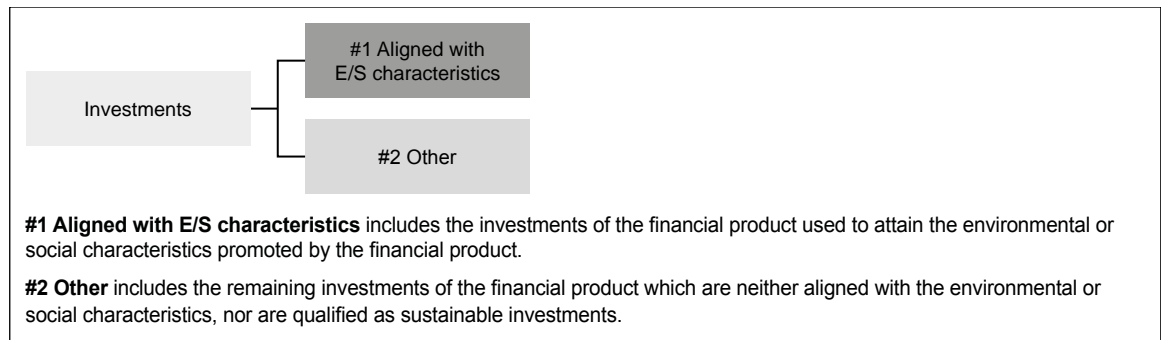 #1 Aligned with
E/S characteristics
Investments
#2 Other
#1 Aligned with E/S characteristics includes the investments of the financial product used to attain the environmental or
social characteristics promoted by the financial product.
#2 Other includes the remaining investments of the financial product which are neither aligned with the environmental or
social characteristics, nor are qualified as sustainable investments.